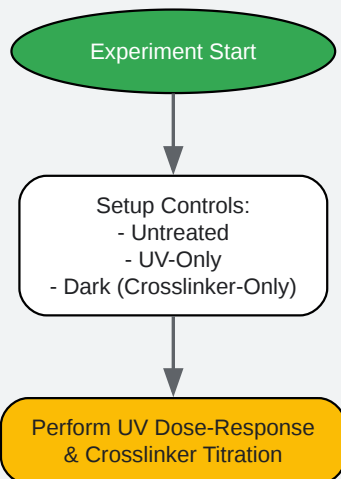 Experiment Start
Setup Controls:
- Untreated
- UV-Only
- Dark (Crosslinker-Only)
Perform UV Dose-Response
& Crosslinker Titration